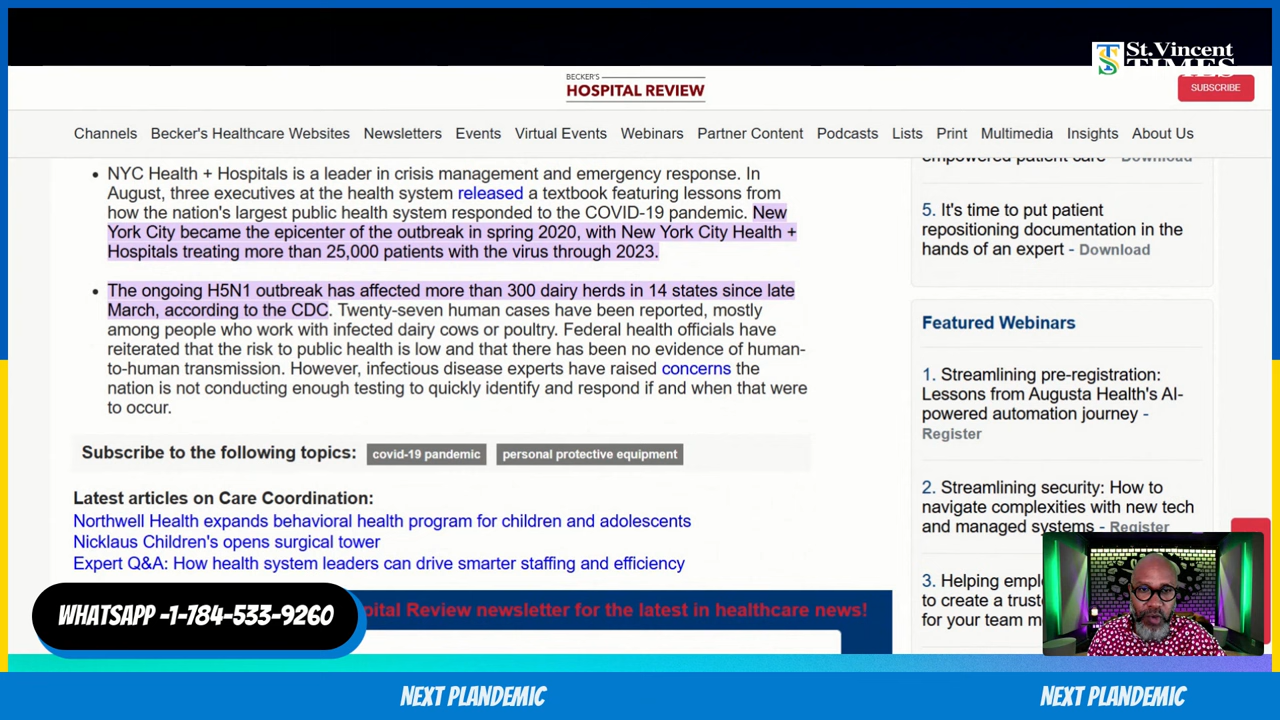 St.Vincent
TIMES
BECKER'S
HOSPITAL REVIEW
SUBSCRIBE
Channels Becker's Healthcare Websites Newsletters Events Virtual Events Webinars Partner Content Podcasts Lists Print Multimedia Insights About Us
NYC Health + Hospitals is a leader in crisis management and emergency response. In
August, three executives at the health system released a textbook featuring lessons from
how the nation's largest public health system responded to the COVID-19 pandemic. New
York City became the epicenter of the outbreak in spring 2020, with New York City Health +
Hospitals treating more than 25,000 patients with the virus through 2023.
The ongoing H5N1 outbreak has affected more than 300 dairy herds in 14 states since late
March, according to the CDC. Twenty-seven human cases have been reported, mostly
among people who work with infected dairy cows or poultry. Federal health officials have
reiterated that the risk to public health is low and that there has been no evidence of human-
to-human transmission. However, infectious disease experts have raised concerns the
nation is not conducting enough testing to quickly identify and respond if and when that were
to occur.
Subscribe to the following topics: covid-19 pandemic personal protective equipment
Latest articles on Care Coordination:
Northwell Health expands behavioral health program for children and adolescents
Nicklaus Children's opens surgical tower
Expert Q&A: How health system leaders can drive smarter staffing and efficiency
pital Review newsletter for the latest in healthcare news!
empowered patient care - Download
5. It's time to put patient
repositioning documentation in the
hands of an expert - Download
Featured Webinars
1. Streamlining pre-registration:
Lessons from Augusta Health's AI-
powered automation journey -
Register
2. Streamlining security: How to
navigate complexities with new tech
and managed systems - Register
3. Helping empl
to create a trust
for your team m
WHATSAPP -1-784-533-9260
NEXT PLANDEMIC
NEXT PLANDEMIC